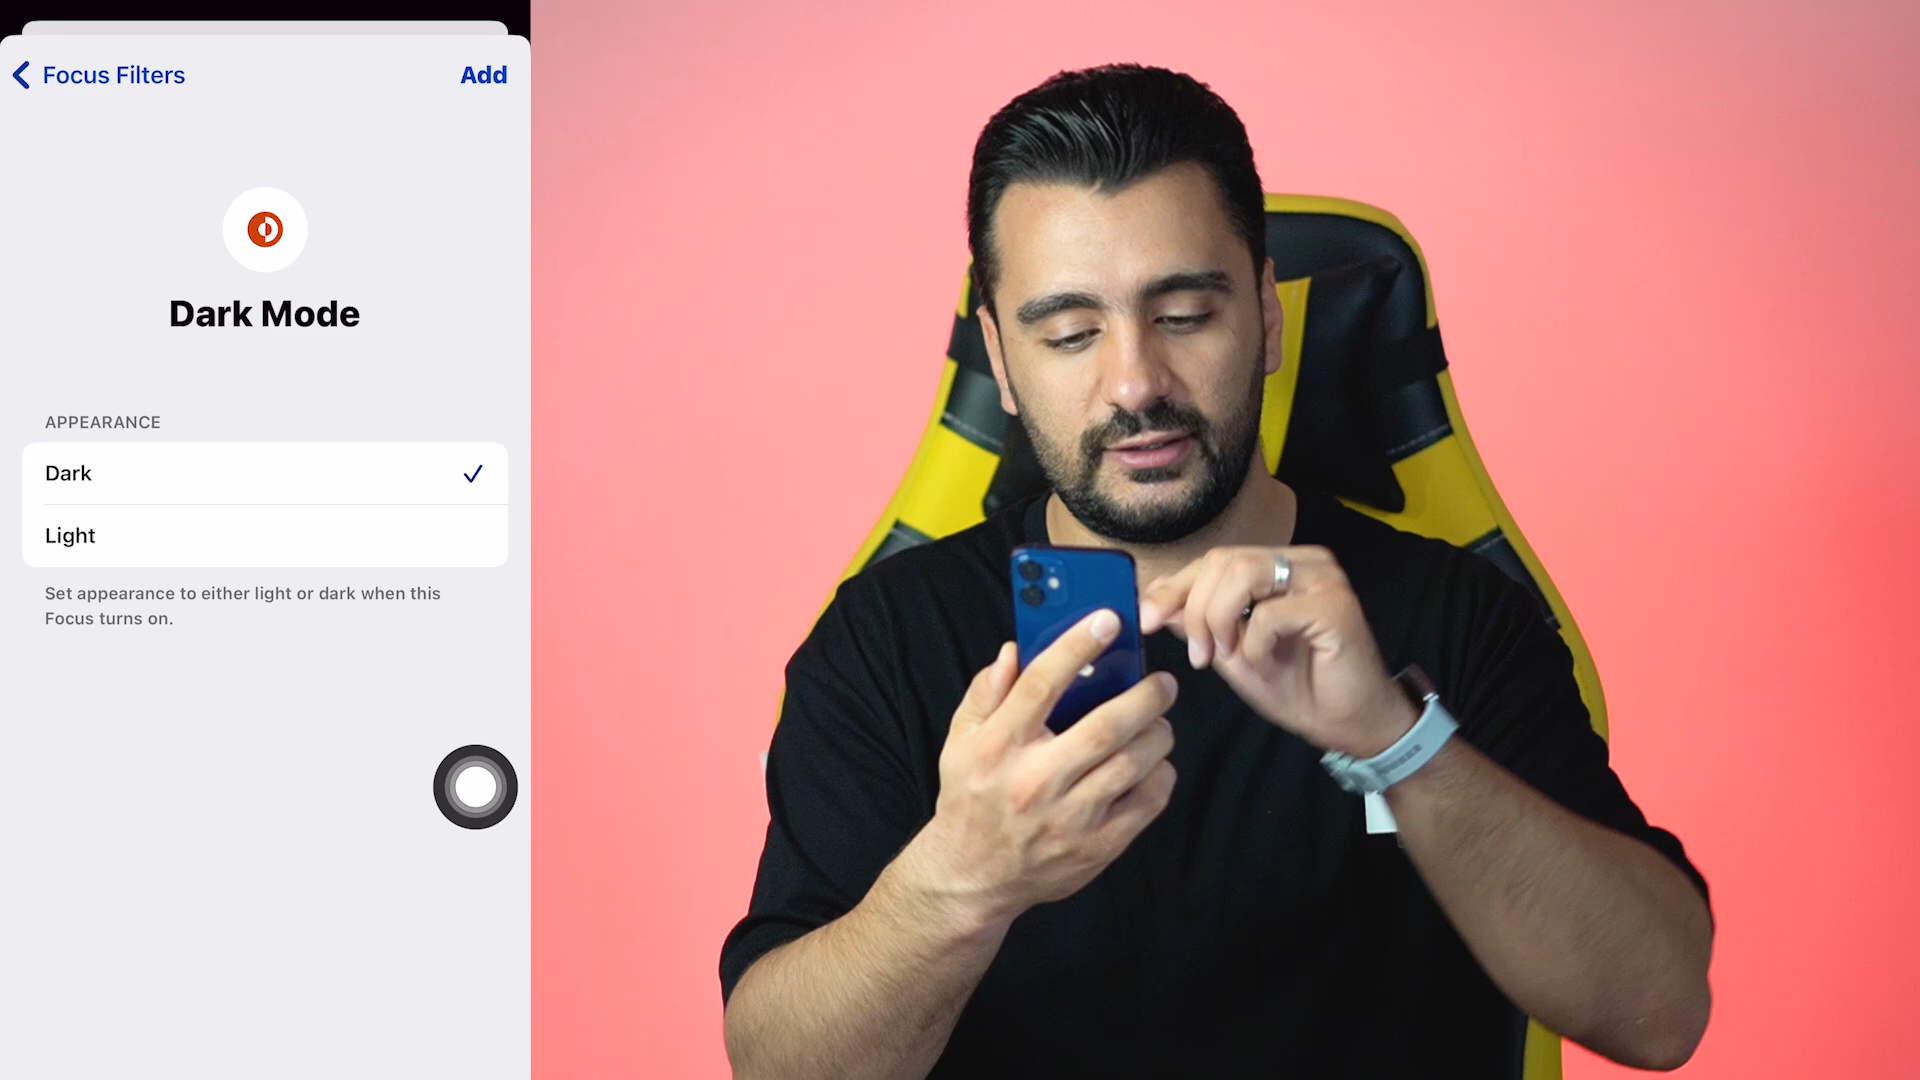 Focus Filters
Add
Dark Mode
APPEARANCE
Dark
Light
Set appearance to either light or dark when this
Focus turns on.